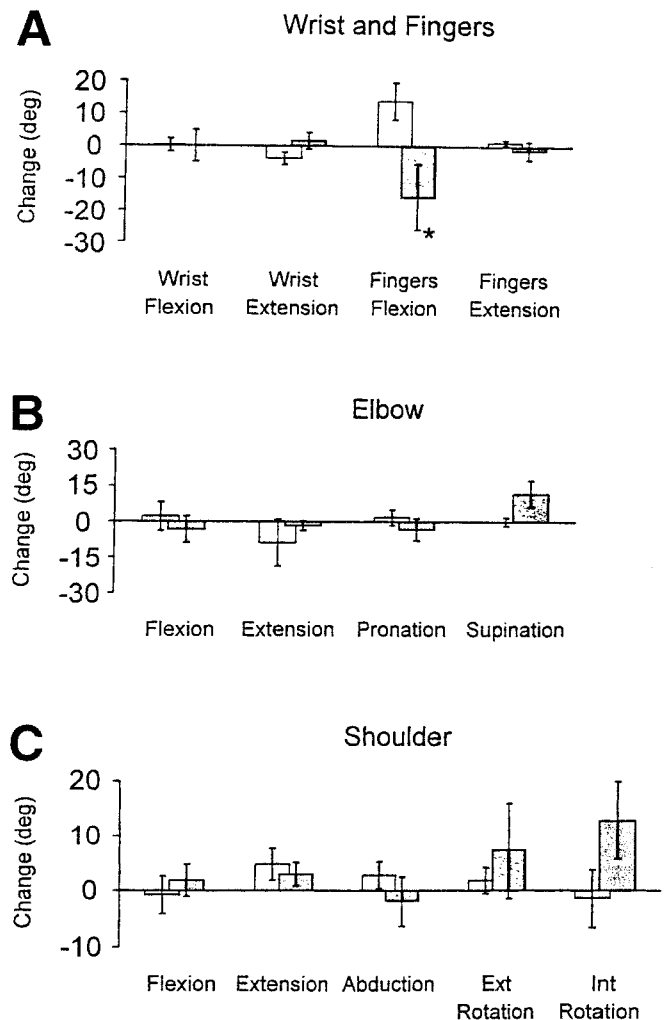 A
Wrist and Fingers
Change (deg)
20
10
0
-10
-20
-30
*
Wrist Flexion
Wrist Extension
Fingers Flexion
Fingers Extension
B
Elbow
Change (deg)
30
15
0
-15
-30
Flexion Extension Pronation Supination
C
Shoulder
Change (deg)
20
10
0
-10
Flexion Extension Abduction Ext Rotation Int Rotation